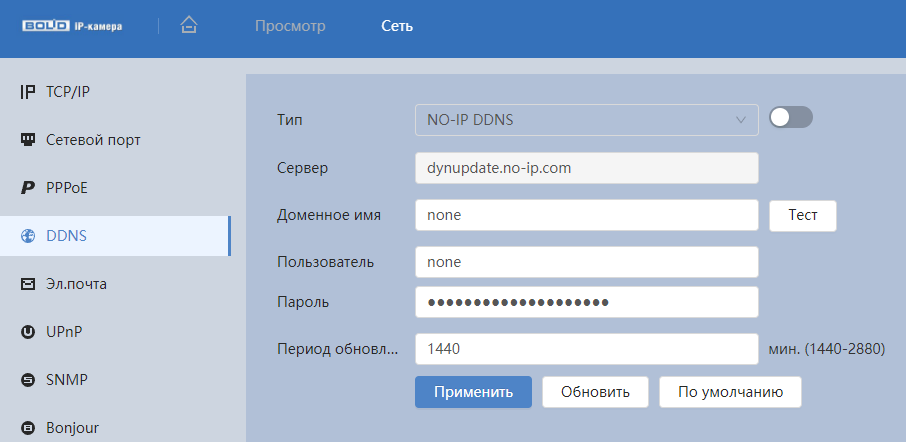 BOLID IP-камера
Просмотр
Сеть
TCP/IP
Сетевой порт
PPPoE
DDNS
Эл.почта
UPnP
SNMP
Bonjour
Тип NO-IP DDNS
Сервер dynupdate.no-ip.com
Доменное имя none Тест
Пользователь none
Пароль ●●●●●●●●●●●●●●●●●●●●
Период обновл... 1440 мин. (1440-2880)
Применить Обновить По умолчанию